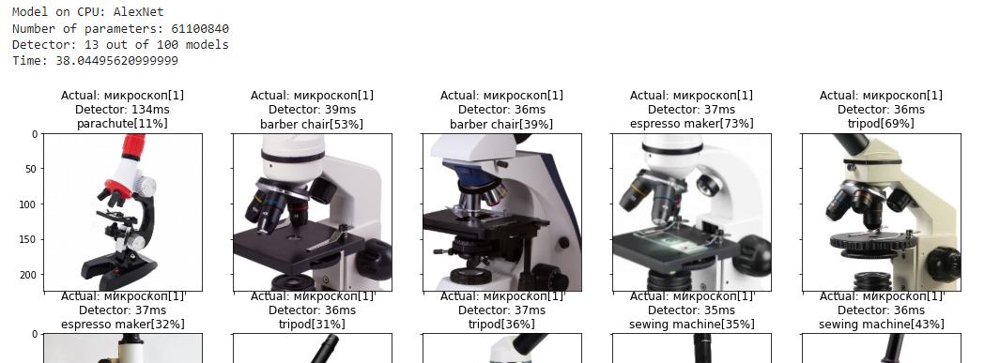 Model on CPU: AlexNet
Number of parameters: 61100840
Detector: 13 out of 100 models
Time: 38.04495620999999
Actual: микроскоп[1]
Detector: 134ms
parachute[11%]
Actual: микроскоп[1]
Detector: 39ms
barber chair[53%]
Actual: микроскоп[1]
Detector: 36ms
barber chair[39%]
Actual: микроскоп[1]
Detector: 37ms
espresso maker[73%]
Actual: микроскоп[1]
Detector: 36ms
tripod[69%]
0
50
100
150
200
Actual: микроскоп[1]
Detector: 37ms
espresso maker[32%]
Actual: микроскоп[1]
Detector: 36ms
tripod[31%]
Actual: микроскоп[1]
Detector: 37ms
tripod[36%]
Actual: микроскоп[1]
Detector: 35ms
sewing machine[35%]
Actual: микроскоп[1]
Detector: 36ms
sewing machine[43%]
0